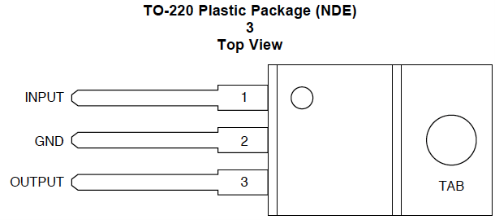 TO-220 Plastic Package (NDE)
3
Top View
INPUT 1
GND 2
OUTPUT 3
TAB